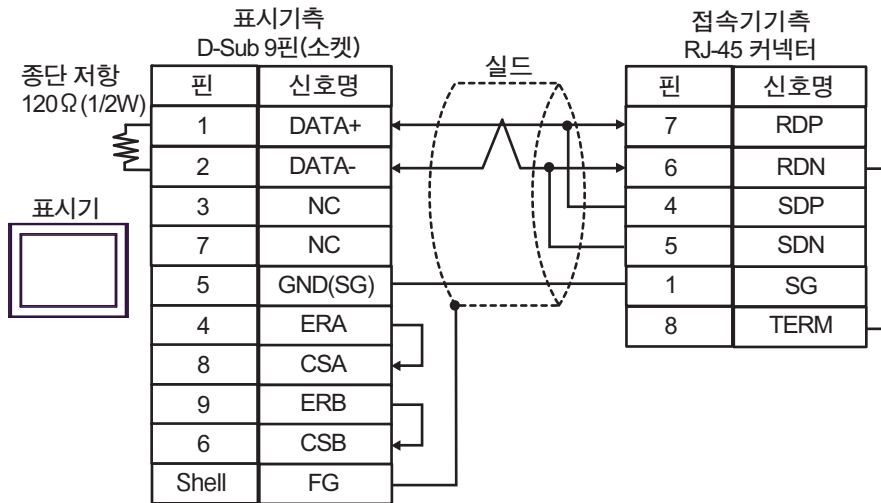 표시기측
D-Sub 9핀(소켓)
접속기기측
RJ-45 커넥터
종단 저항
120Ω(1/2W)
실드
표시기
핀 신호명
1 DATA+
2 DATA-
3 NC
7 NC
5 GND(SG)
4 ERA
8 CSA
9 ERB
6 CSB
Shell FG
핀 신호명
7 RDP
6 RDN
4 SDP
5 SDN
1 SG
8 TERM